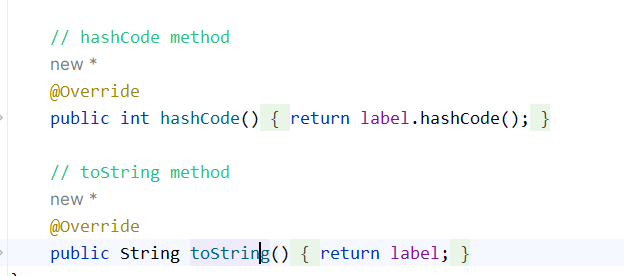 // hashCode method
new *
@Override
public int hashCode() { return label.hashCode(); }
// toString method
new *
@Override
public String toString() { return label; }